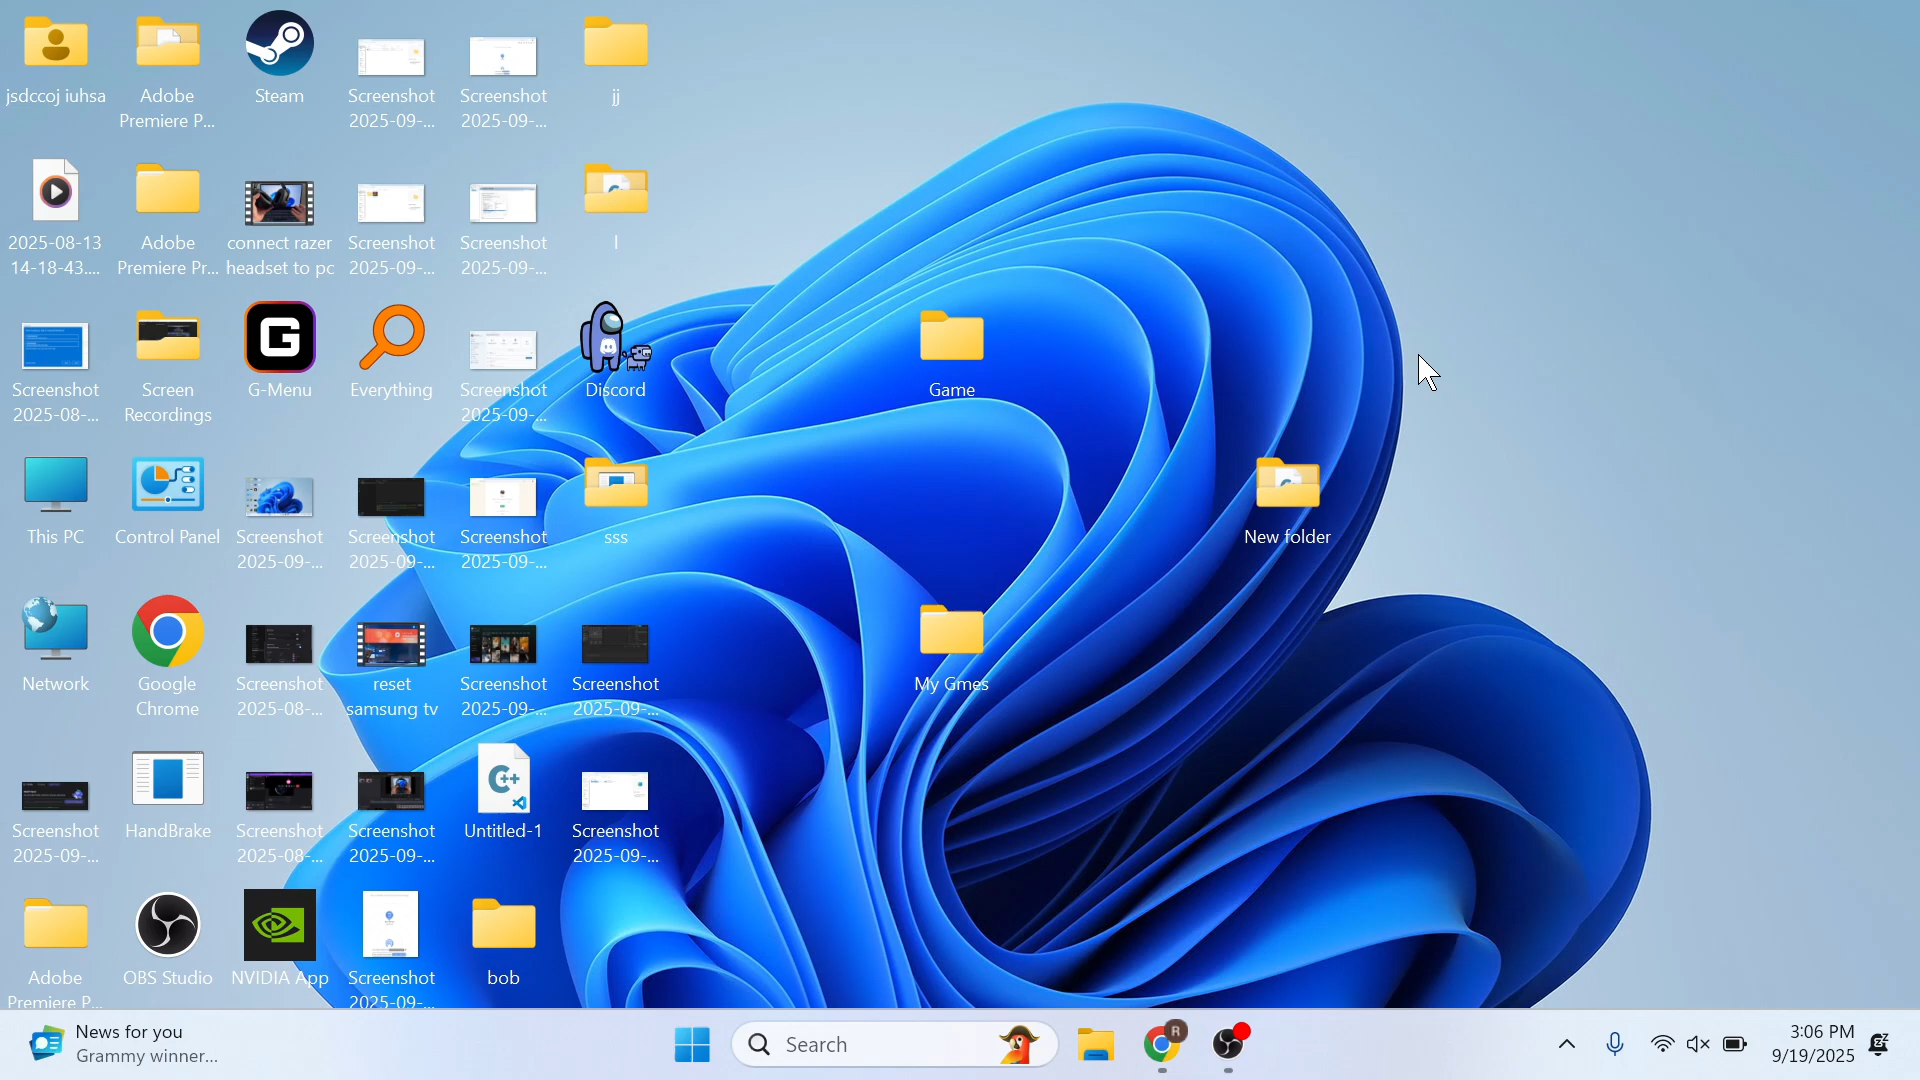 jsdccoj iuhsa
Adobe
Premiere P...
Steam
Screenshot
2025-09-...
Screenshot
2025-09-...
jj
2025-08-13
14-18-43....
Adobe
Premiere Pr...
connect razer
headset to pc
Screenshot
2025-09-...
Screenshot
2025-09-...
l
Screenshot
2025-08-...
Screen
Recordings
G
G-Menu
Everything
Screenshot
2025-09-...
Discord
Game
This PC
Control Panel
Screenshot
2025-09-...
Screenshot
2025-09-...
Screenshot
2025-09-...
sss
New folder
Network
Google
Chrome
Screenshot
2025-08-...
reset
samsung tv
Screenshot
2025-09-...
Screenshot
2025-09-...
My Gmes
Screenshot
2025-09-...
HandBrake
Screenshot
2025-08-...
Screenshot
2025-09-...
C++
Untitled-1
Screenshot
2025-09-...
Adobe
Premiere P...
OBS Studio
NVIDIA App
Screenshot
2025-09-...
bob
News for you
Grammy winner...
Search
R
3:06 PM
9/19/2025